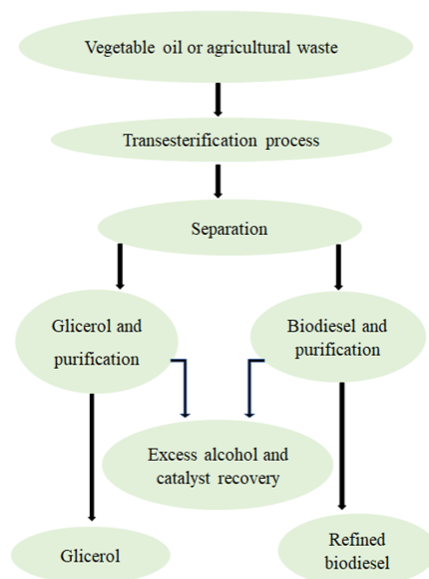 Vegetable oil or agricultural waste
Transesterification process
Separation
Glicerol and
purification
Biodiesel and
purification
Excess alcohol and
catalyst recovery
Glicerol
Refined
biodiesel